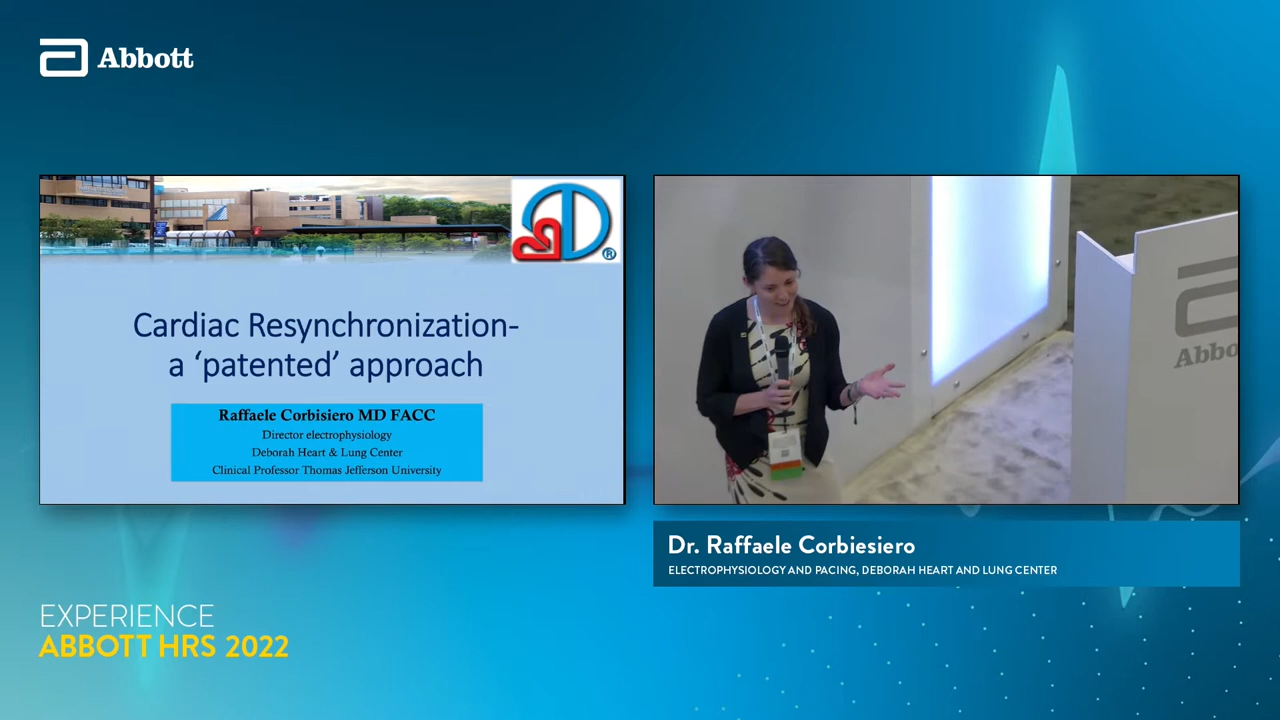 Abbott
Cardiac Resynchronization-
a ‘patented’ approach
Raffaele Corbisiero MD FACC
Director electrophysiology
Deborah Heart & Lung Center
Clinical Professor Thomas Jefferson University
®
Abbo
Dr. Raffaele Corbiesiero
ELECTROPHYSIOLOGY AND PACING, DEBORAH HEART AND LUNG CENTER
EXPERIENCE
ABBOTT HRS 2022